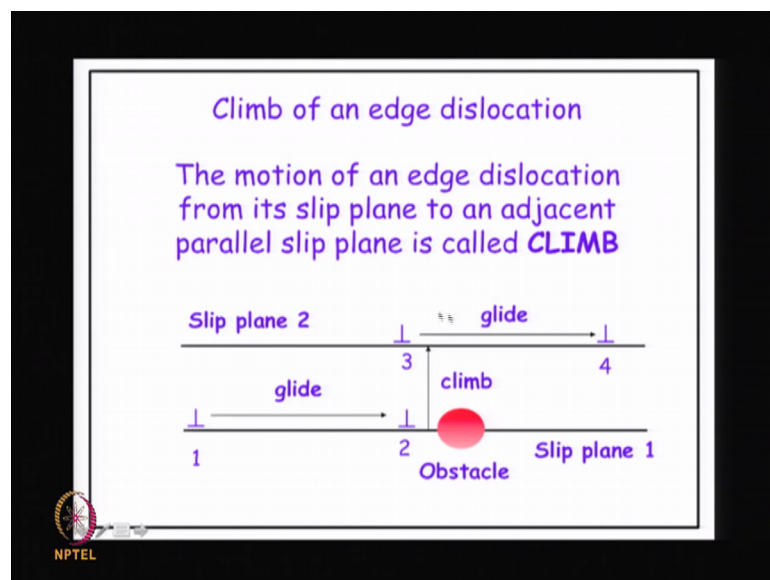 Climb of an edge dislocation
The motion of an edge dislocation
from its slip plane to an adjacent
parallel slip plane is called CLIMB
Slip plane 2
glide
3
4
climb
glide
1
2
Obstacle
Slip plane 1
NPTEL